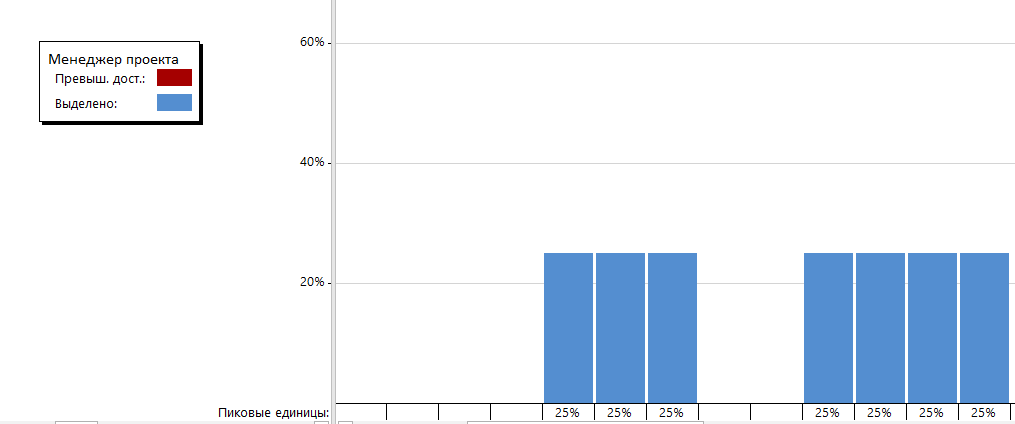 Менеджер проекта
Превыш. дост.:
Выделено:
60%
40%
20%
Пиковые единицы:
25% 25% 25% 25% 25% 25% 25%